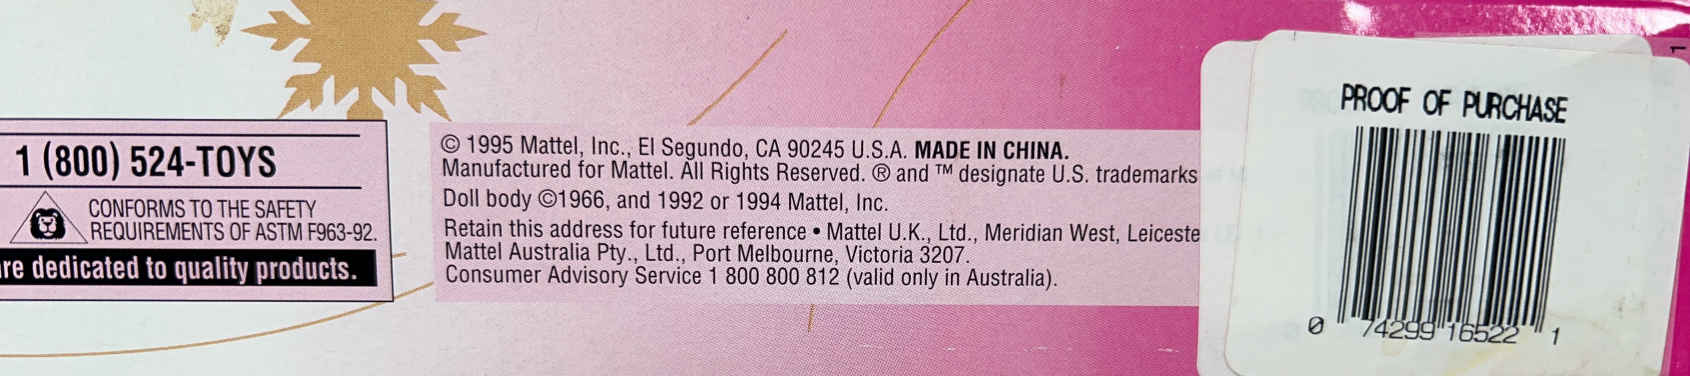 1 (800) 524-TOYS
CONFORMS TO THE SAFETY
REQUIREMENTS OF ASTM F963-92.
are dedicated to quality products.
© 1995 Mattel, Inc., El Segundo, CA 90245 U.S.A. MADE IN CHINA.
Manufactured for Mattel. All Rights Reserved. ® and ™ designate U.S. trademarks
Doll body ©1966, and 1992 or 1994 Mattel, Inc.
Retain this address for future reference • Mattel U.K., Ltd., Meridian West, Leiceste
Mattel Australia Pty., Ltd., Port Melbourne, Victoria 3207.
Consumer Advisory Service 1 800 800 812 (valid only in Australia).
PROOF OF PURCHASE
0 74299 16522 1
1